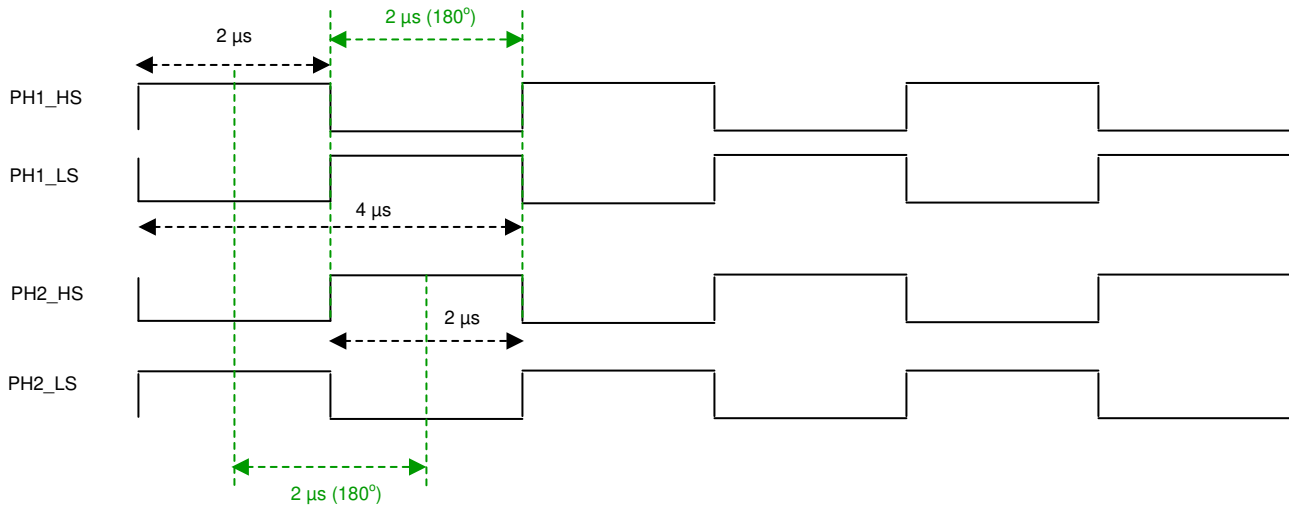 2 µs (180°)
2 µs
PH1_HS
PH1_LS
4 µs
PH2_HS
2 µs
PH2_LS
2 µs (180°)